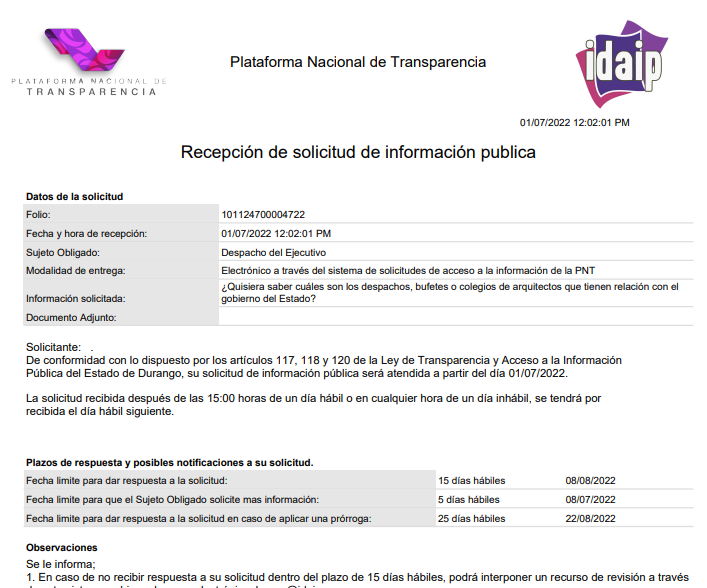 PLATAFORMA NACIONAL DE
TRANSPARENCIA
Plataforma Nacional de Transparencia
idaip
01/07/2022 12:02:01 PM
Recepción de solicitud de información publica
Datos de la solicitud
Folio: 101124700004722
Fecha y hora de recepción: 01/07/2022 12:02:01 PM
Sujeto Obligado: Despacho del Ejecutivo
Modalidad de entrega: Electrónico a través del sistema de solicitudes de acceso a la información de la PNT
Información solicitada: ¿Quisiera saber cuáles son los despachos, bufetes o colegios de arquitectos que tienen relación con el
gobierno del Estado?
Documento Adjunto:
Solicitante: .
De conformidad con lo dispuesto por los artículos 117, 118 y 120 de la Ley de Transparencia y Acceso a la Información
Pública del Estado de Durango, su solicitud de información pública será atendida a partir del día 01/07/2022.
La solicitud recibida después de las 15:00 horas de un día hábil o en cualquier hora de un día inhábil, se tendrá por
recibida el día hábil siguiente.
Plazos de respuesta y posibles notificaciones a su solicitud.
Fecha limite para dar respuesta a la solicitud: 15 días hábiles 08/08/2022
Fecha limite para que el Sujeto Obligado solicite mas información: 5 días hábiles 08/07/2022
Fecha limite para dar respuesta a la solicitud en caso de aplicar una prórroga: 25 días hábiles 22/08/2022
Observaciones
Se le informa;
1. En caso de no recibir respuesta a su solicitud dentro del plazo de 15 días hábiles, podrá interponer un recurso de revisión a través